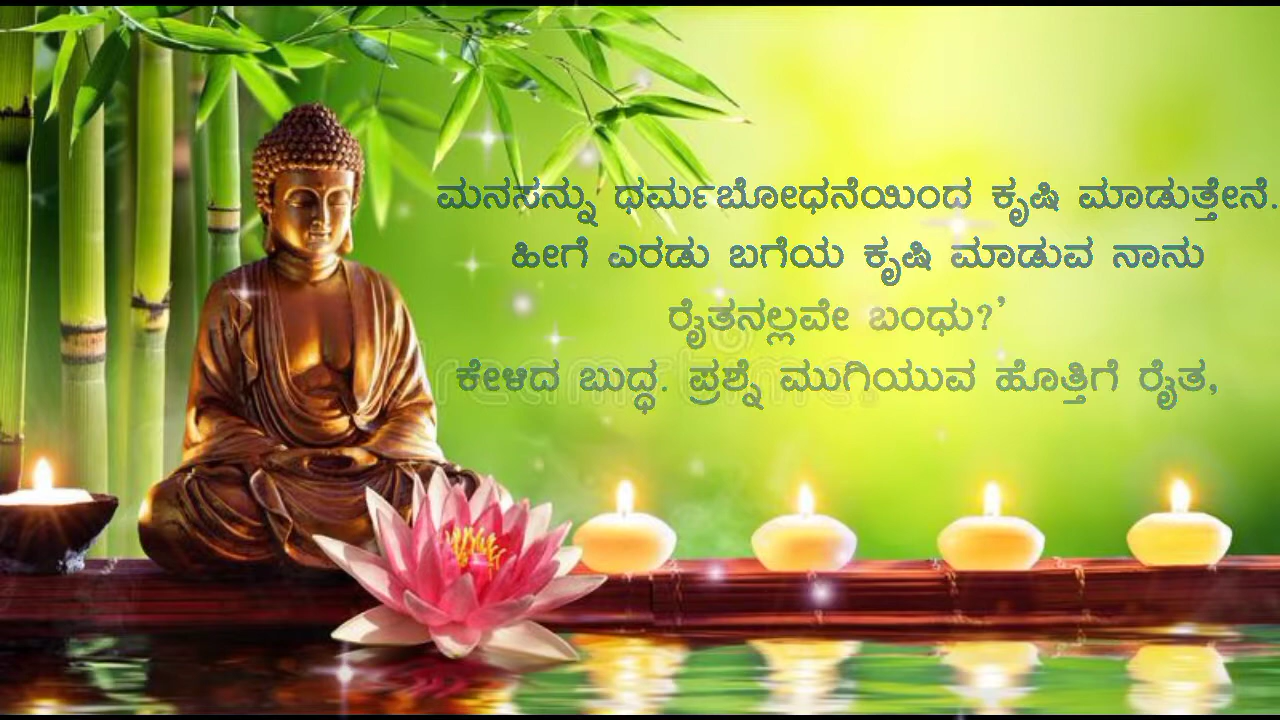 ಮನಸನ್ನು ಧರ್ಮಬೋಧನೆಯಿಂದ ಕೃಷಿ ಮಾಡುತ್ತೇನೆ.
ಹೀಗೆ ಎರಡು ಬಗೆಯ ಕೃಷಿ ಮಾಡುವ ನಾನು
ರೈತನಲ್ಲವೇ ಬಂಧು?’
ಕೇಳಿದ ಬುದ್ಧ. ಪ್ರಶ್ನೆ ಮುಗಿಯುವ ಹೊತ್ತಿಗೆ ರೈತ,